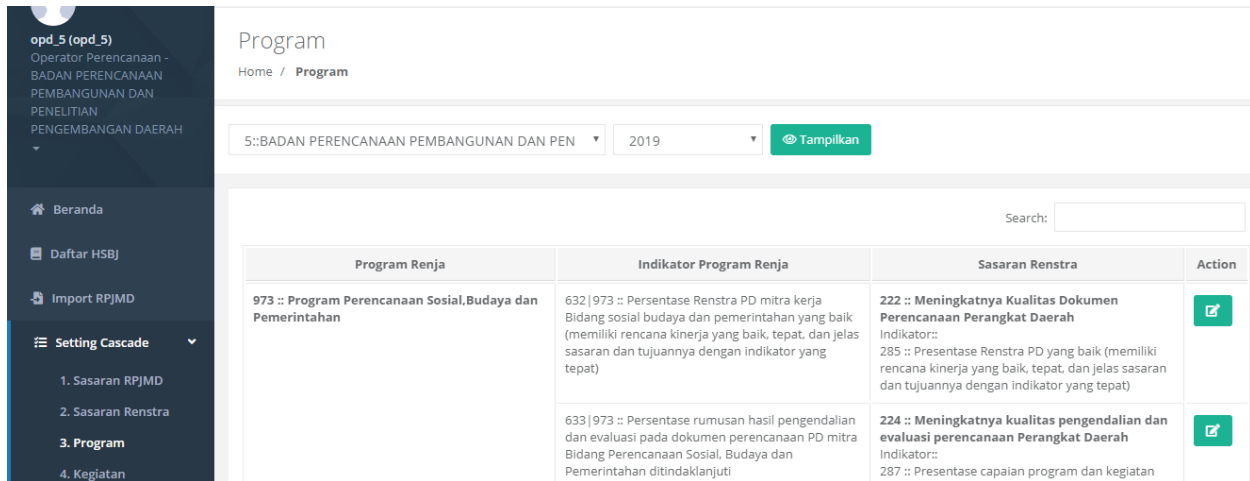 opd_5 (opd_5)
Operator Perencanaan -
BADAN PERENCANAAN
PEMBANGUNAN DAN
PENELITIAN
PENGEMBANGAN DAERAH
Beranda
Daftar HSBJ
Import RPJMD
Setting Cascade
1. Sasaran RPJMD
2. Sasaran Renstra
3. Program
4. Kegiatan
Program
Home / Program
5::BADAN PERENCANAAN PEMBANGUNAN DAN PEN
2019
Tampilkan
Search:
Program Renja
Indikator Program Renja
Sasaran Renstra
Action
973 :: Program Perencanaan Sosial,Budaya dan
Pemerintahan
632|973 :: Persentase Renstra PD mitra kerja
Bidang sosial budaya dan pemerintahan yang baik
(memiliki rencana kinerja yang baik, tepat, dan jelas
sasaran dan tujuannya dengan indikator yang
tepat)
222 :: Meningkatnya Kualitas Dokumen
Perencanaan Perangkat Daerah
Indikator::
285 :: Presentase Renstra PD yang baik (memiliki
rencana kinerja yang baik, tepat, dan jelas sasaran
dan tujuannya dengan indikator yang tepat)
633|973 :: Persentase rumusan hasil pengendalian
dan evaluasi pada dokumen perencanaan PD mitra
Bidang Perencanaan Sosial, Budaya dan
Pemerintahan ditindaklanjuti
224 :: Meningkatnya kualitas pengendalian dan
evaluasi perencanaan Perangkat Daerah
Indikator::
287 :: Presentase capaian program dan kegiatan